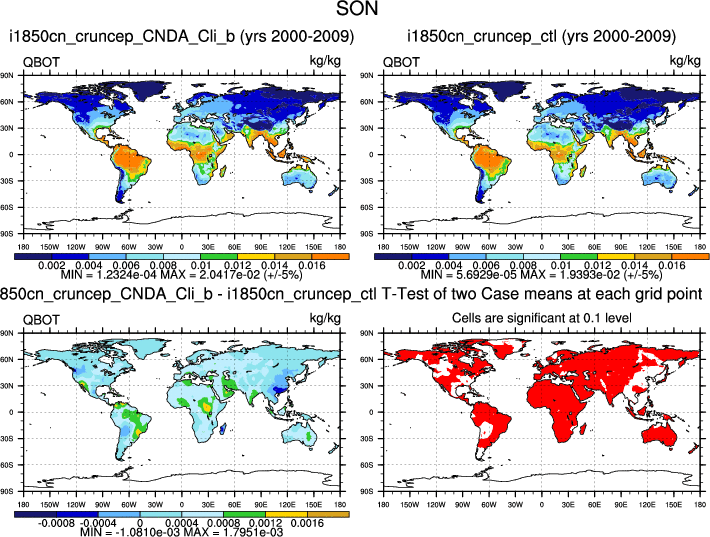 SON
i1850cn_cruncep_CNDA_Cli_b (yrs 2000-2009)
i1850cn_cruncep_ctl (yrs 2000-2009)
QBOT kg/kg
QBOT kg/kg
90N
60N
30N
0
30S
60S
90S
180 150W 120W 90W 60W 30W 0 30E 60E 90E 120E 150E 180
0.002 0.004 0.006 0.008 0.01 0.012 0.014 0.016
MIN = 1.2324e-04 MAX = 2.0417e-02 (+/-5%)
90N
60N
30N
0
30S
60S
90S
180 150W 120W 90W 60W 30W 0 30E 60E 90E 120E 150E 180
0.002 0.004 0.006 0.008 0.01 0.012 0.014 0.016
MIN = 5.6929e-05 MAX = 1.9393e-02 (+/-5%)
850cn_cruncep_CNDA_Cli_b - i1850cn_cruncep_ctl
T-Test of two Case means at each grid point
QBOT kg/kg
Cells are significant at 0.1 level
90N
60N
30N
0
30S
60S
90S
180 150W 120W 90W 60W 30W 0 30E 60E 90E 120E 150E 180
-0.0008 -0.0004 0 0.0004 0.0008 0.0012 0.0016
MIN = -1.0810e-03 MAX = 1.7951e-03
90N
60N
30N
0
30S
60S
90S
180 150W 120W 90W 60W 30W 0 30E 60E 90E 120E 150E 180